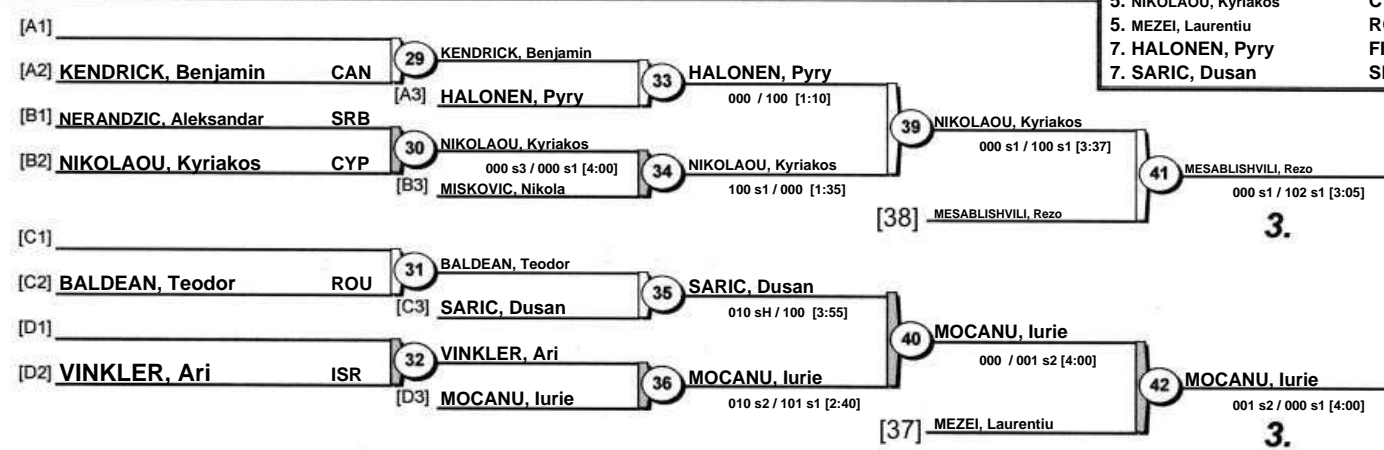 5. NIKOLAOU, Kyriakos
5. MEZEI, Laurentiu
7. HALONEN, Pyry
7. SARIC, Dusan
[A1]
[A2] KENDRICK, Benjamin CAN
29
KENDRICK, Benjamin
[A3] HALONEN, Pyry
33
HALONEN, Pyry
000 / 100 [1:10]
[B1] NERANDZIC, Aleksandar SRB
[B2] NIKOLAOU, Kyriakos CYP
30
NIKOLAOU, Kyriakos
000 s3 / 000 s1 [4:00]
[B3] MISKOVIC, Nikola
34
NIKOLAOU, Kyriakos
100 s1 / 000 [1:35]
39
NIKOLAOU, Kyriakos
000 s1 / 100 s1 [3:37]
[38] MESABLISHVILI, Rezo
41
MESABLISHVILI, Rezo
000 s1 / 102 s1 [3:05]
3.
[C1]
[C2] BALDEAN, Teodor ROU
31
BALDEAN, Teodor
[C3] SARIC, Dusan
35
SARIC, Dusan
010 sH / 100 [3:55]
[D1]
[D2] VINKLER, Ari ISR
32
VINKLER, Ari
[D3] MOCANU, Iurie
36
MOCANU, Iurie
010 s2 / 101 s1 [2:40]
40
MOCANU, Iurie
000 / 001 s2 [4:00]
[37] MEZEI, Laurentiu
42
MOCANU, Iurie
001 s2 / 000 s1 [4:00]
3.